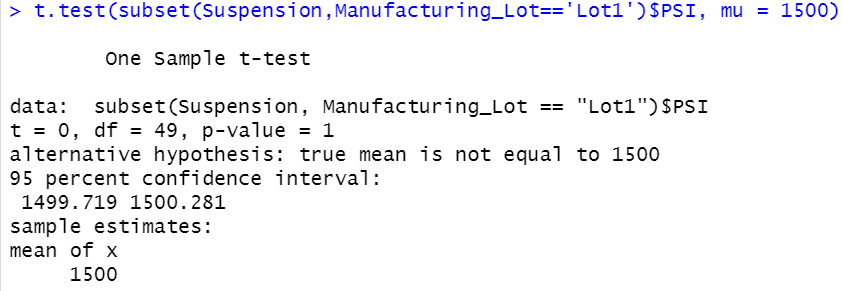 > t.test(subset(Suspension,Manufacturing_Lot=='Lot1')$PSI, mu = 1500)
One Sample t-test
data:  subset(Suspension, Manufacturing_Lot == "Lot1")$PSI
t = 0, df = 49, p-value = 1
alternative hypothesis: true mean is not equal to 1500
95 percent confidence interval:
1499.719 1500.281
sample estimates:
mean of x
1500